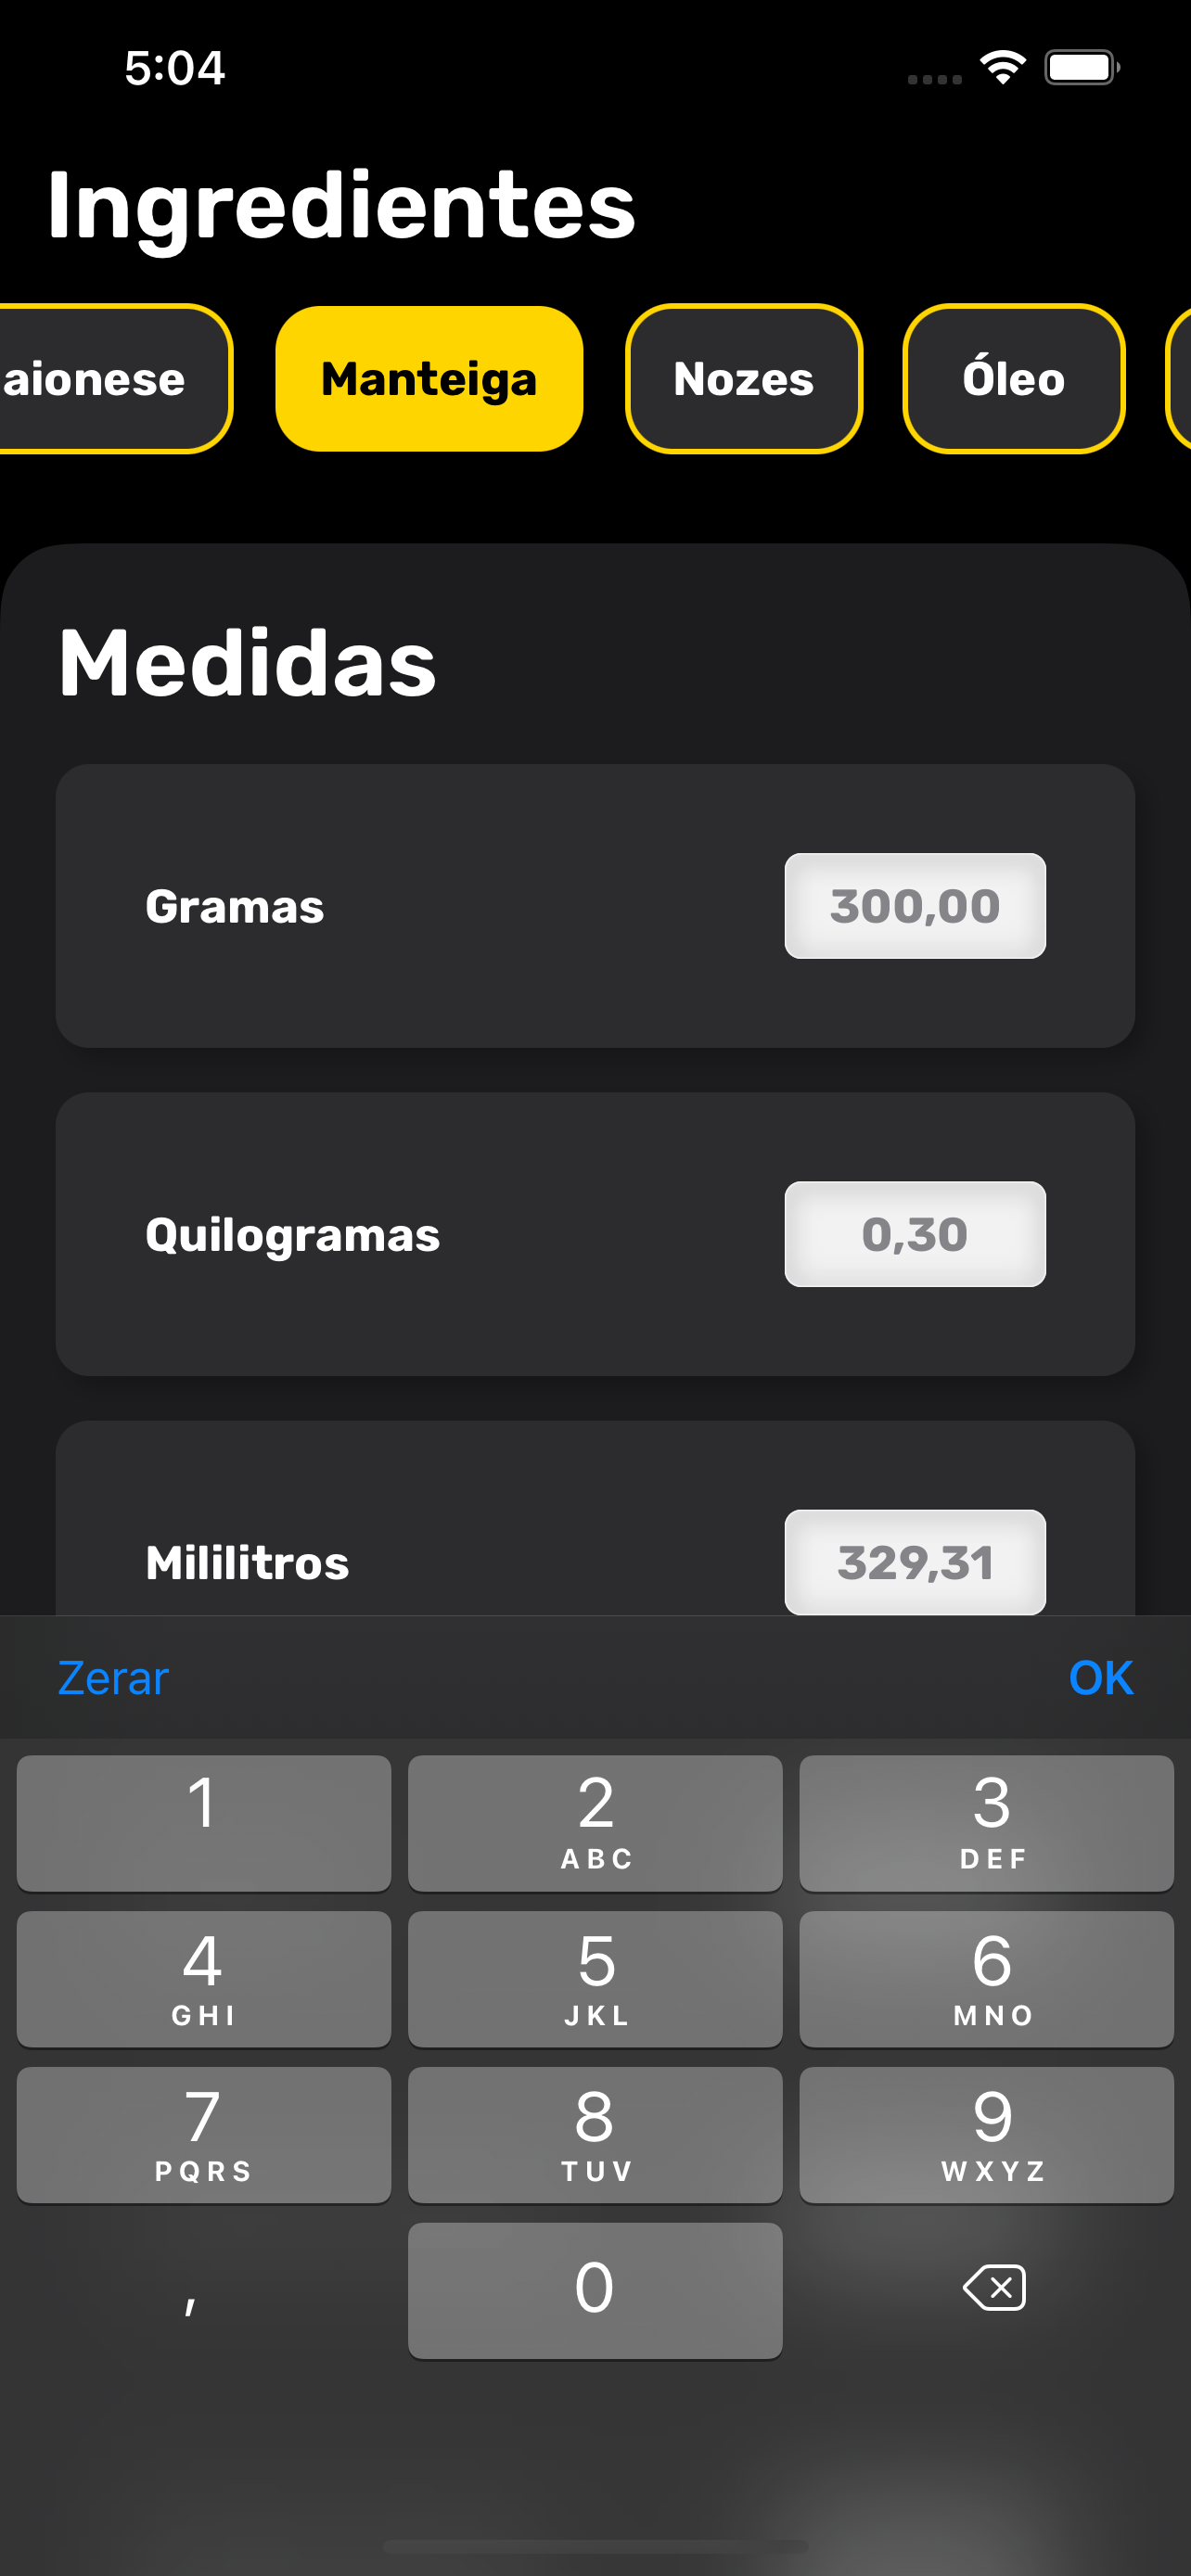 5:04
Ingredientes
aionese Manteiga Nozes Óleo
Medidas
Gramas 300,00
Quilogramas 0,30
Mililitros 329,31
Zerar OK
1 2 3
ABC DEF
4 5 6
GHI JKL MNO
7 8 9
PQRS TUV WXYZ
, 0